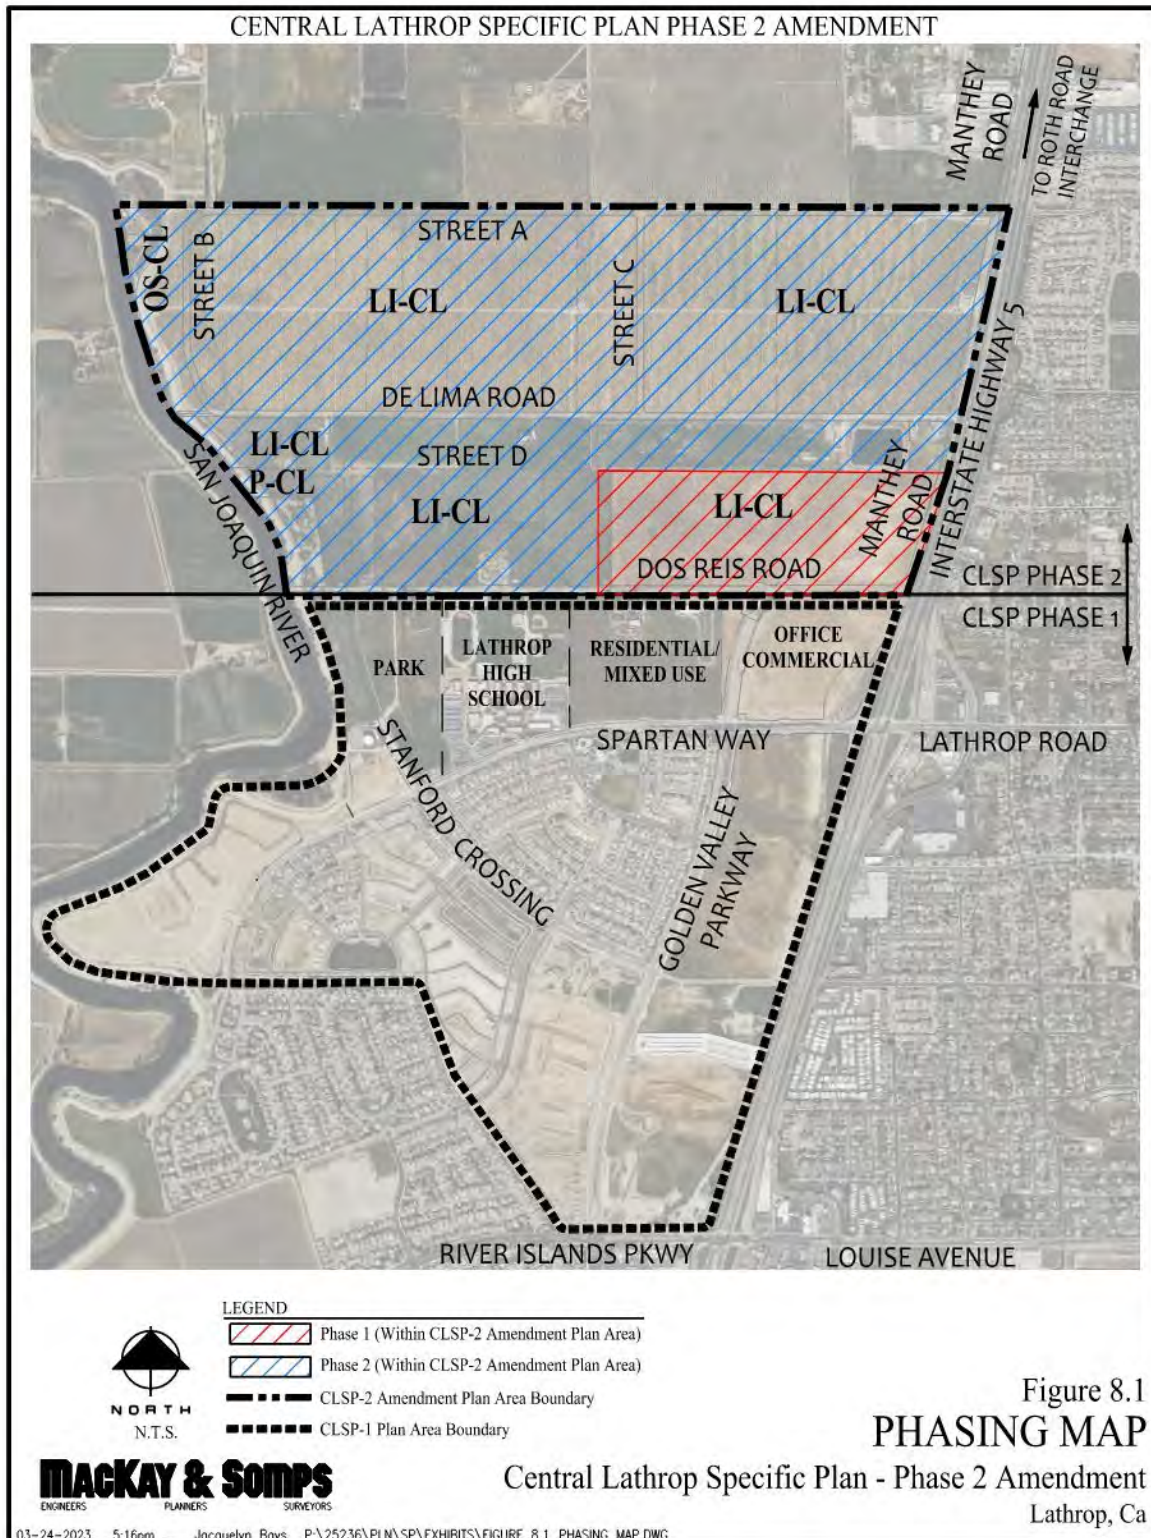 CENTRAL LATHROP SPECIFIC PLAN PHASE 2 AMENDMENT
MANTHEY
ROAD
TO ROTH ROAD
INTERCHANGE
STREET A
OS-CL
STREET B
LI-CL
STREET C
LI-CL
INTERSTATE HIGHWAY 5
DE LIMA ROAD
LI-CL
P-CL
STREET D
LI-CL
LI-CL
MANTHEY
ROAD
SAN JOAQUIN RIVER
DOS REIS ROAD
CLSP PHASE 2
CLSP PHASE 1
PARK
LATHROP
HIGH
SCHOOL
RESIDENTIAL/
MIXED USE
OFFICE
COMMERCIAL
STANFORD CROSSING
SPARTAN WAY
LATHROP ROAD
GOLDEN VALLEY
PARKWAY
RIVER ISLANDS PKWY
LOUISE AVENUE
LEGEND
Phase 1 (Within CLSP-2 Amendment Plan Area)
Phase 2 (Within CLSP-2 Amendment Plan Area)
CLSP-2 Amendment Plan Area Boundary
CLSP-1 Plan Area Boundary
NORTH
N.T.S.
Figure 8.1
PHASING MAP
Central Lathrop Specific Plan - Phase 2 Amendment
Lathrop, Ca
MACKAY & SOMPS
ENGINEERS PLANNERS SURVEYORS
03-24-2023 5:16pm Jacquelyn Bays P:\25236\PLN\SP\EXHIBITS\FIGURE 8.1 PHASING MAP.DWG